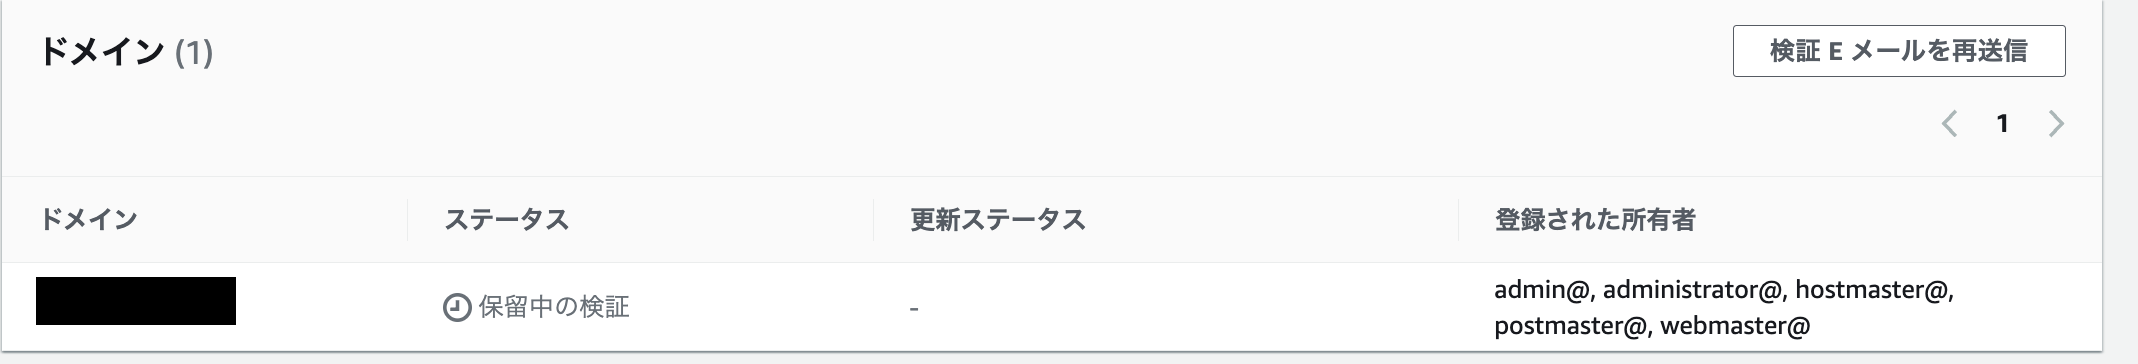 ドメイン (1)
検証 E メールを再送信
1
ドメイン
ステータス
更新ステータス
登録された所有者
保留中の検証
-
admin@, administrator@, hostmaster@,
postmaster@, webmaster@